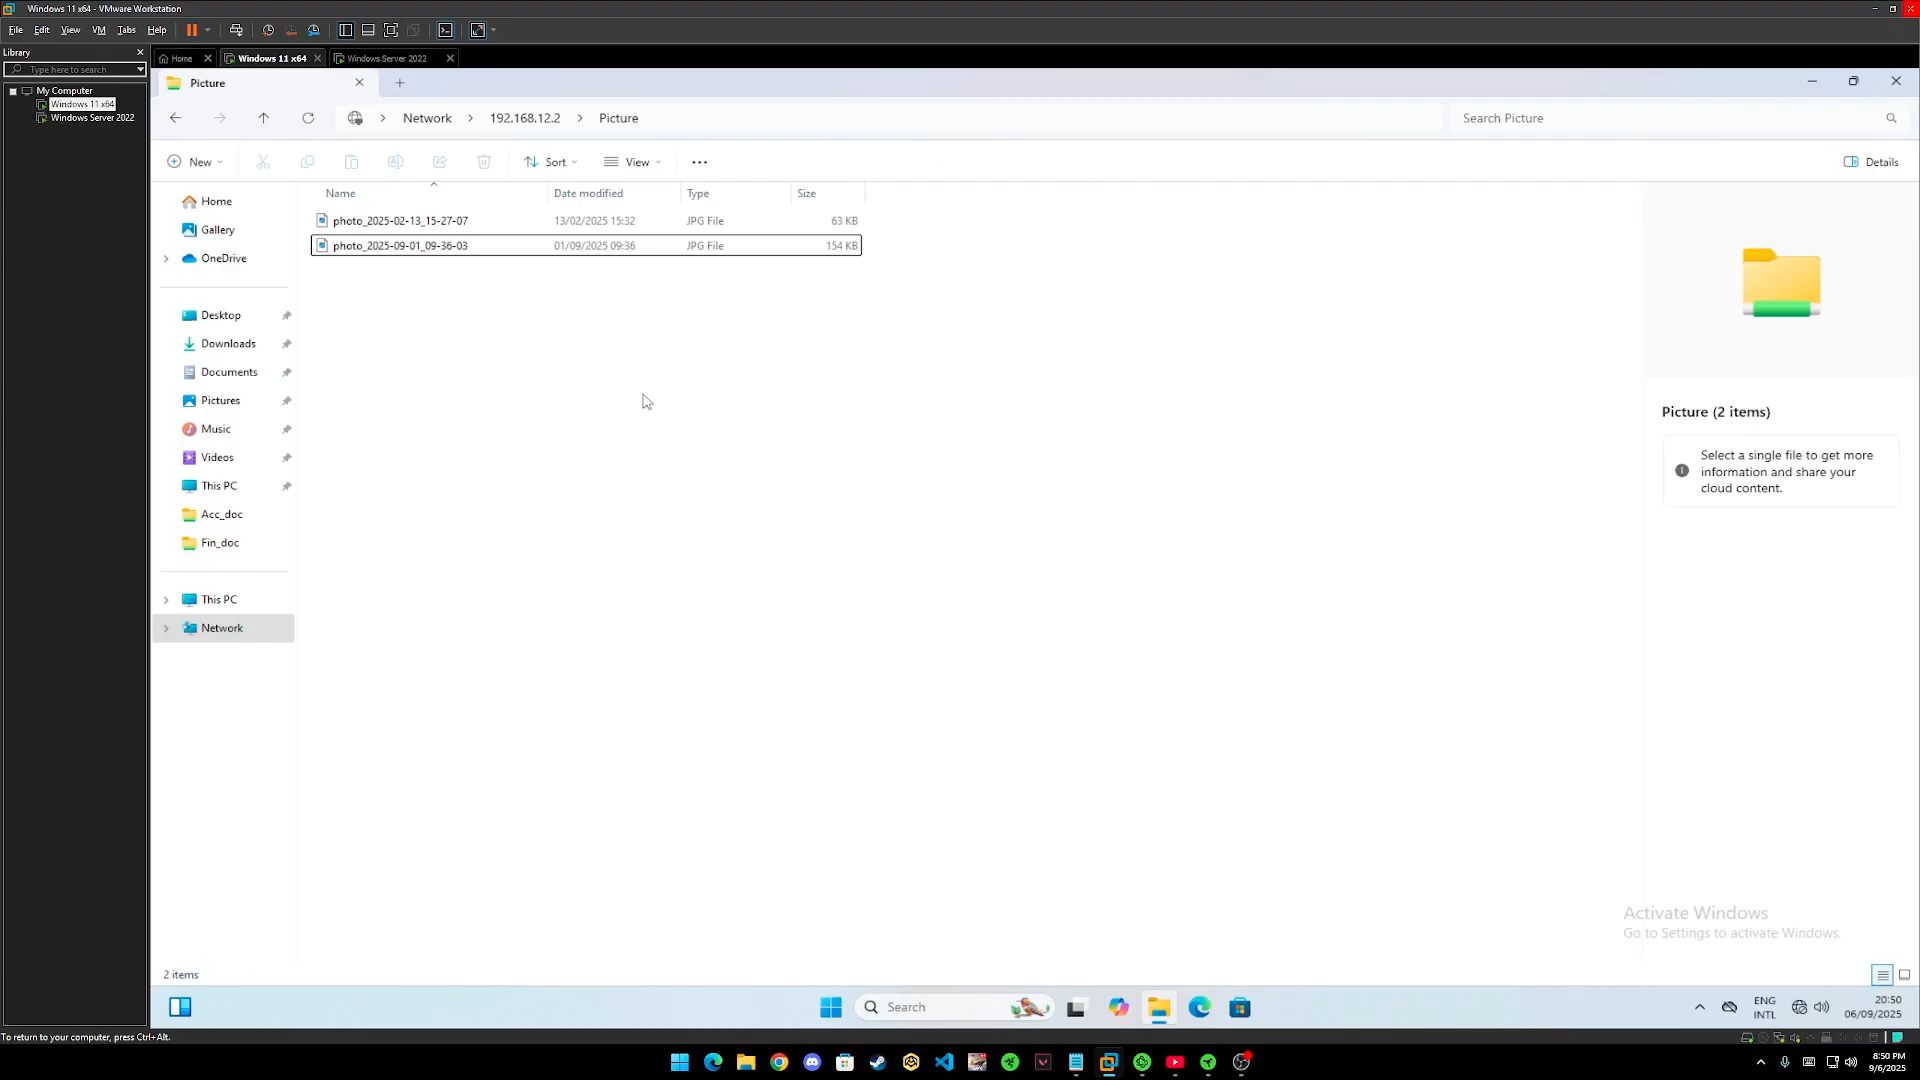 Windows 11 x64 - VMware Workstation
File Edit View VM Tabs Help
Library
Type here to search
My Computer
Windows 11 x64
Windows Server 2022
Home
Windows 11 x64
Windows Server 2022
Picture
Network
192.168.12.2
Picture
Search Picture
New
Sort
View
Details
Name Date modified Type Size
photo_2025-02-13_15-27-07 13/02/2025 15:32 JPG File 63 KB
photo_2025-09-01_09-36-03 01/09/2025 09:36 JPG File 154 KB
Home
Gallery
OneDrive
Desktop
Downloads
Documents
Pictures
Music
Videos
This PC
Acc_doc
Fin_doc
This PC
Network
Picture (2 items)
Select a single file to get more
information and share your
cloud content.
Activate Windows
Go to Settings to activate Windows.
2 items
Search
ENG
INTL
20:50
06/09/2025
To return to your computer, press Ctrl+Alt.
8:50 PM
9/6/2025